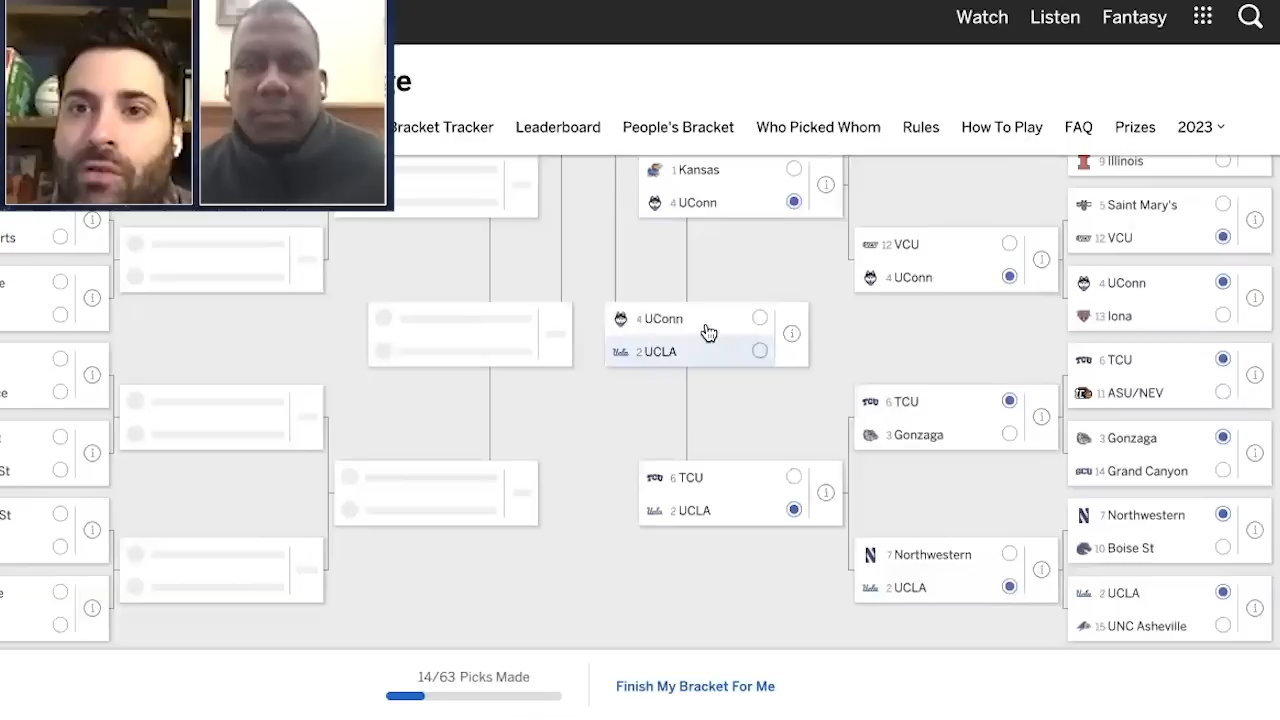 Watch Listen Fantasy
Bracket Tracker Leaderboard People's Bracket Who Picked Whom Rules How To Play FAQ Prizes 2023
1 Kansas
4 UConn
4 UConn
2 UCLA
6 TCU
2 UCLA
12 VCU
4 UConn
6 TCU
3 Gonzaga
7 Northwestern
2 UCLA
9 Illinois
5 Saint Mary's
12 VCU
4 UConn
13 Iona
6 TCU
11 ASU/NEV
3 Gonzaga
14 Grand Canyon
7 Northwestern
10 Boise St
2 UCLA
15 UNC Asheville
14/63 Picks Made
Finish My Bracket For Me